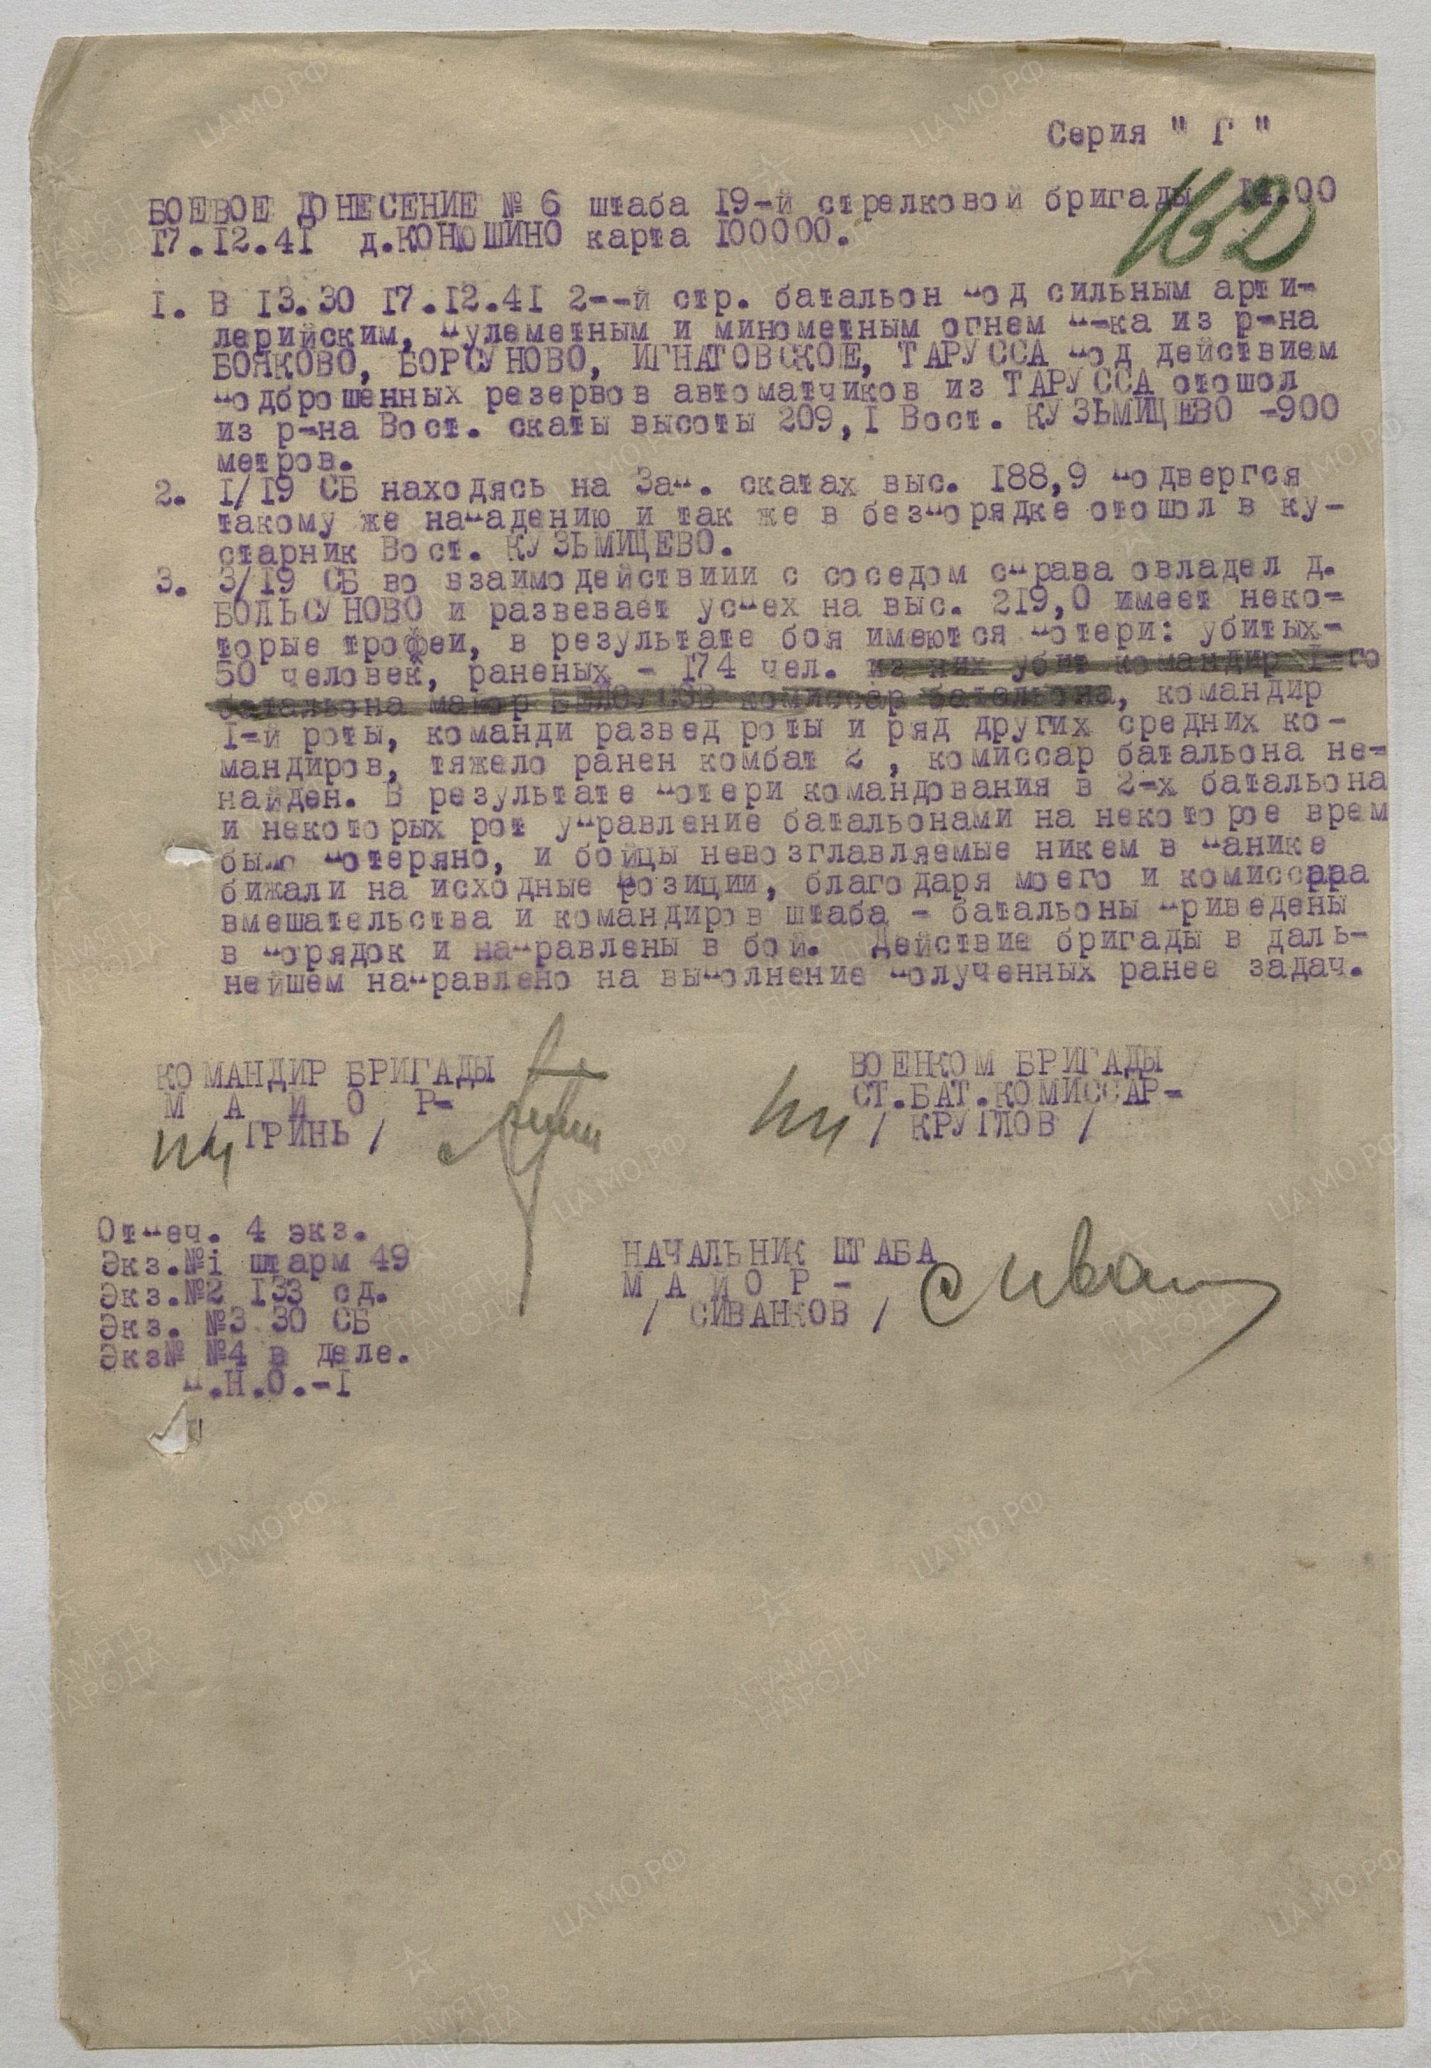 Серия " Г "
БОЕВОЕ ДОНЕСЕНИЕ № 6 штаба 19-й стрелковой бригады
162
17.12.41 д.КОНЮШИНО карта 100000.
1. В 13.30 17.12.41 2--й стр. батальон под сильным арти-
лерийским, пулеметным и минометным огнем п-ка из р-на
БОЯКОВО, БОРСУНОВО, ИГНАТОВСКОЕ, ТАРУССА под действием
подброшенных резервов автоматчиков из ТАРУССА отошол
из р-на Вост. скаты высоты 209,1 Вост. КУЗЬМИЩЕВО -900
метров.
2. 1/19 СБ находясь на Зап. скатах выс. 188,9 подвергся
такому же нападению и так же в безпорядке отошол в ку-
старник Вост. КУЗЬМИЩЕВО.
3. 3/19 СБ во взаимодействиии с соседом справа овладел д.
БОЛЬСУНОВО и развевает успех на выс. 219,0 имеет неко-
торые трофеи, в результате боя имеются потери: убитых-
50 человек, раненых - 174 чел. из них убит командир 1-го
батальона майор БЕЛОУСОВ комиссар батальона, командир
1-й роты, команди развед роты и ряд других средних ко-
мандиров, тяжело ранен комбат 2 , комиссар батальона не-
найден. В результате потери командования в 2-х батальона
и некоторых рот управление батальонами на некоторое врем
было потеряно, и бойцы невозглавляемые никем в панике
бижали на исходные позиции, благодаря моего и комиссара
вмешательства и командиров штаба - батальоны приведены
в порядок и направлены в бой. Действие бригады в даль-
нейшем направлено на выполнение полученных ранее задач.
КОМАНДИР БРИГАДЫ
М А Й О Р-
/ ГРИНЬ /
ВОЕНКОМ БРИГАДЫ
СТ.БАТ.КОМИССАР-
/ КРУГЛОВ /
Отпеч. 4 экз.
Экз.№1 штарм 49
Экз.№2 133 сд.
Экз. №3 30 СБ
Экз№ №4 в деле.
П.Н.О.-1
НАЧАЛЬНИК ШТАБА
М А Й О Р -
/ СИВАНКОВ /
ЦАМО.РФ
ПАМЯТЬ НАРОДА